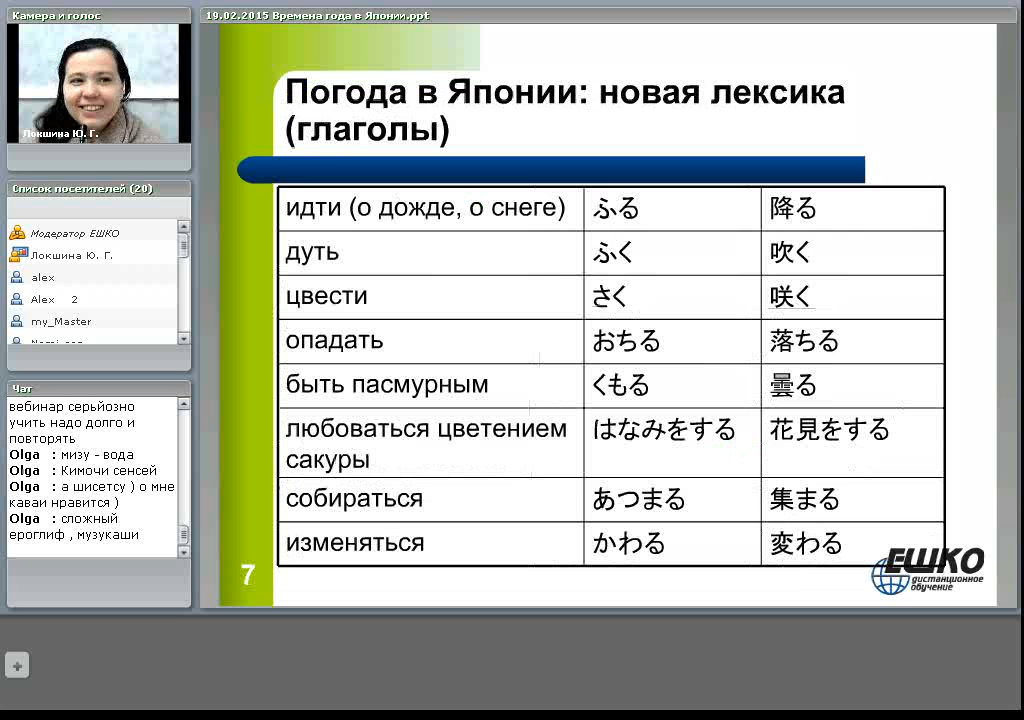 Камера и голос
Локшина Ю. Г.
Список посетителей (20)
Модератор ЕШКО
Локшина Ю. Г.
alex
Alex 2
my_Master
Чат
вебинар серьйозно
учить надо долго и
повторять
Olga : мизу - вода
Olga : Кимочи сенсей
Olga : а шисетсу ) о мне
каваи нравится )
Olga : сложный
ероглиф , музукаши
19.02.2015 Времена года в Японии.ppt
Погода в Японии: новая лексика
(глаголы)
идти (о дожде, о снеге) ふる 降る
дуть ふく 吹く
цвести さく 咲く
опадать おちる 落ちる
быть пасмурным くもる 曇る
любоваться цветением はなみをする 花見をする
сакуры
собираться あつまる 集まる
изменяться かわる 変わる
7
ЕШКО
дистанционное
обучение